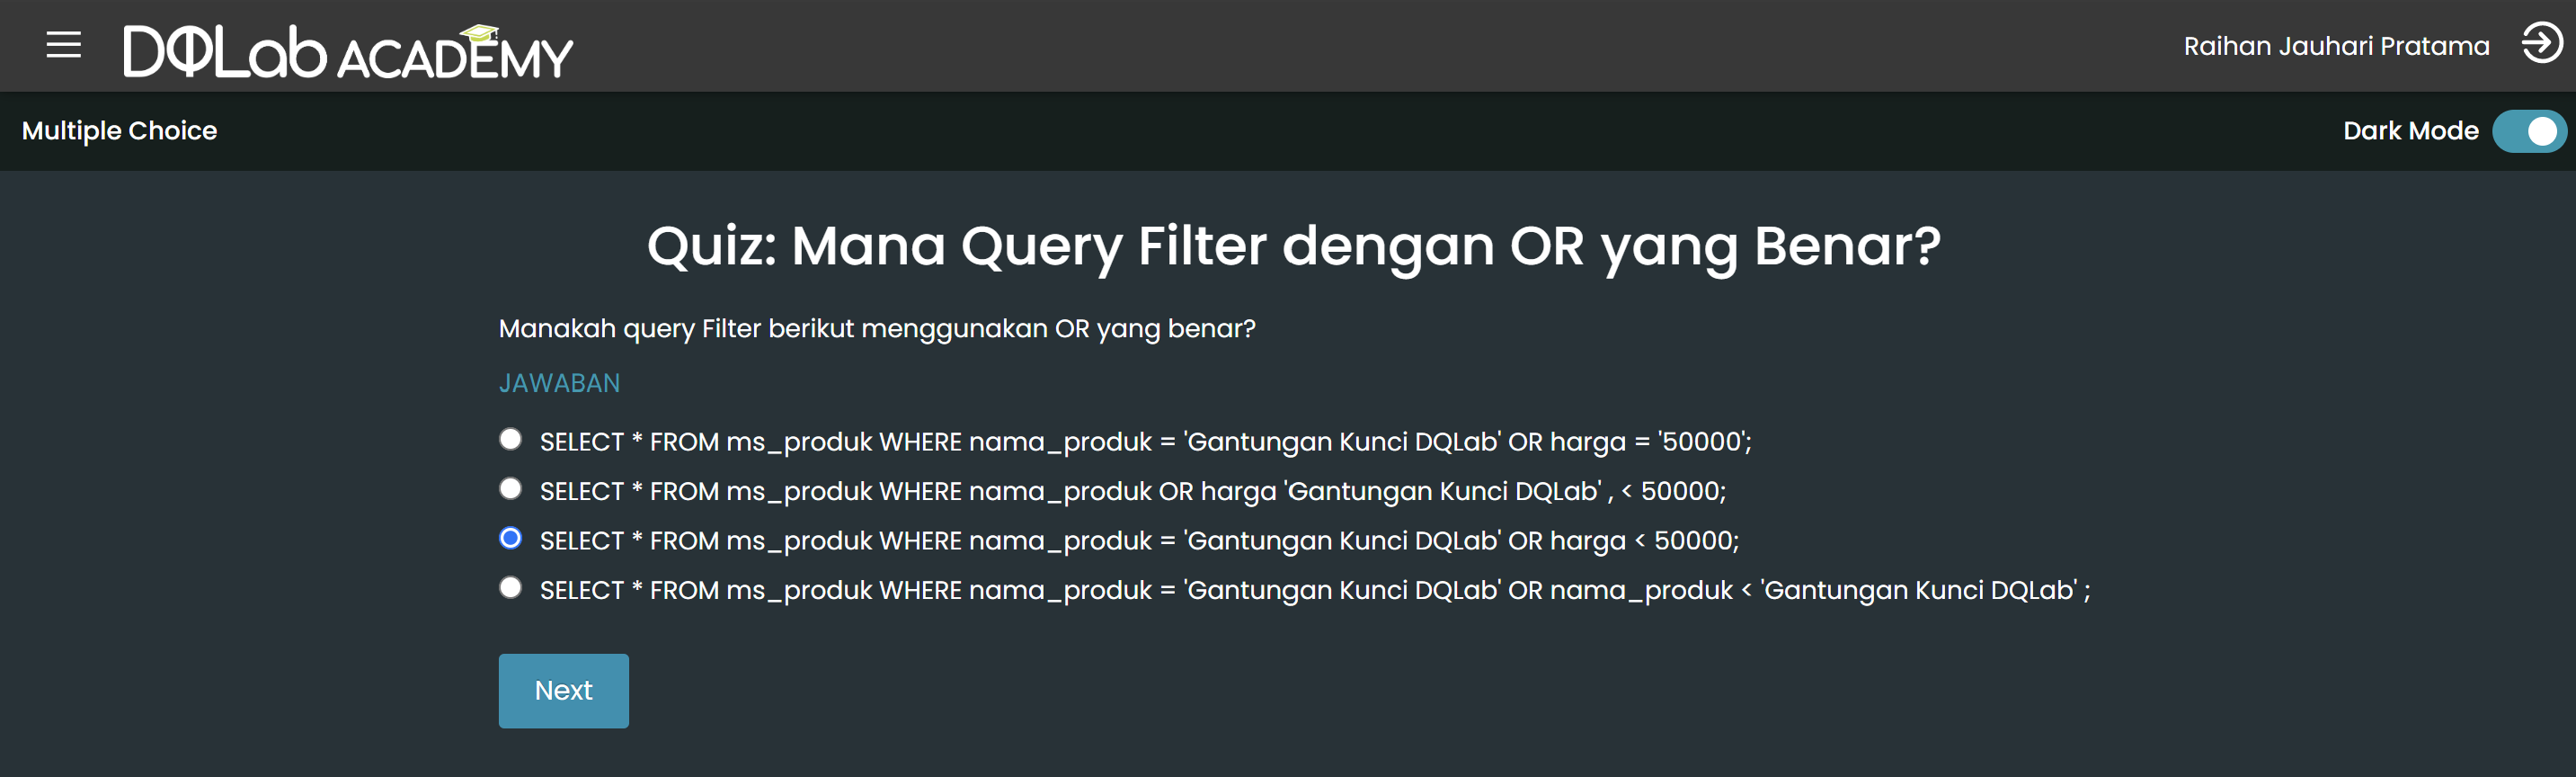 DQLab ACADEMY
Raihan Jauhari Pratama
Multiple Choice
Dark Mode
Quiz: Mana Query Filter dengan OR yang Benar?
Manakah query Filter berikut menggunakan OR yang benar?
JAWABAN
SELECT * FROM ms_produk WHERE nama_produk = 'Gantungan Kunci DQLab' OR harga = '50000';
SELECT * FROM ms_produk WHERE nama_produk OR harga 'Gantungan Kunci DQLab' , < 50000;
SELECT * FROM ms_produk WHERE nama_produk = 'Gantungan Kunci DQLab' OR harga < 50000;
SELECT * FROM ms_produk WHERE nama_produk = 'Gantungan Kunci DQLab' OR nama_produk < 'Gantungan Kunci DQLab' ;
Next